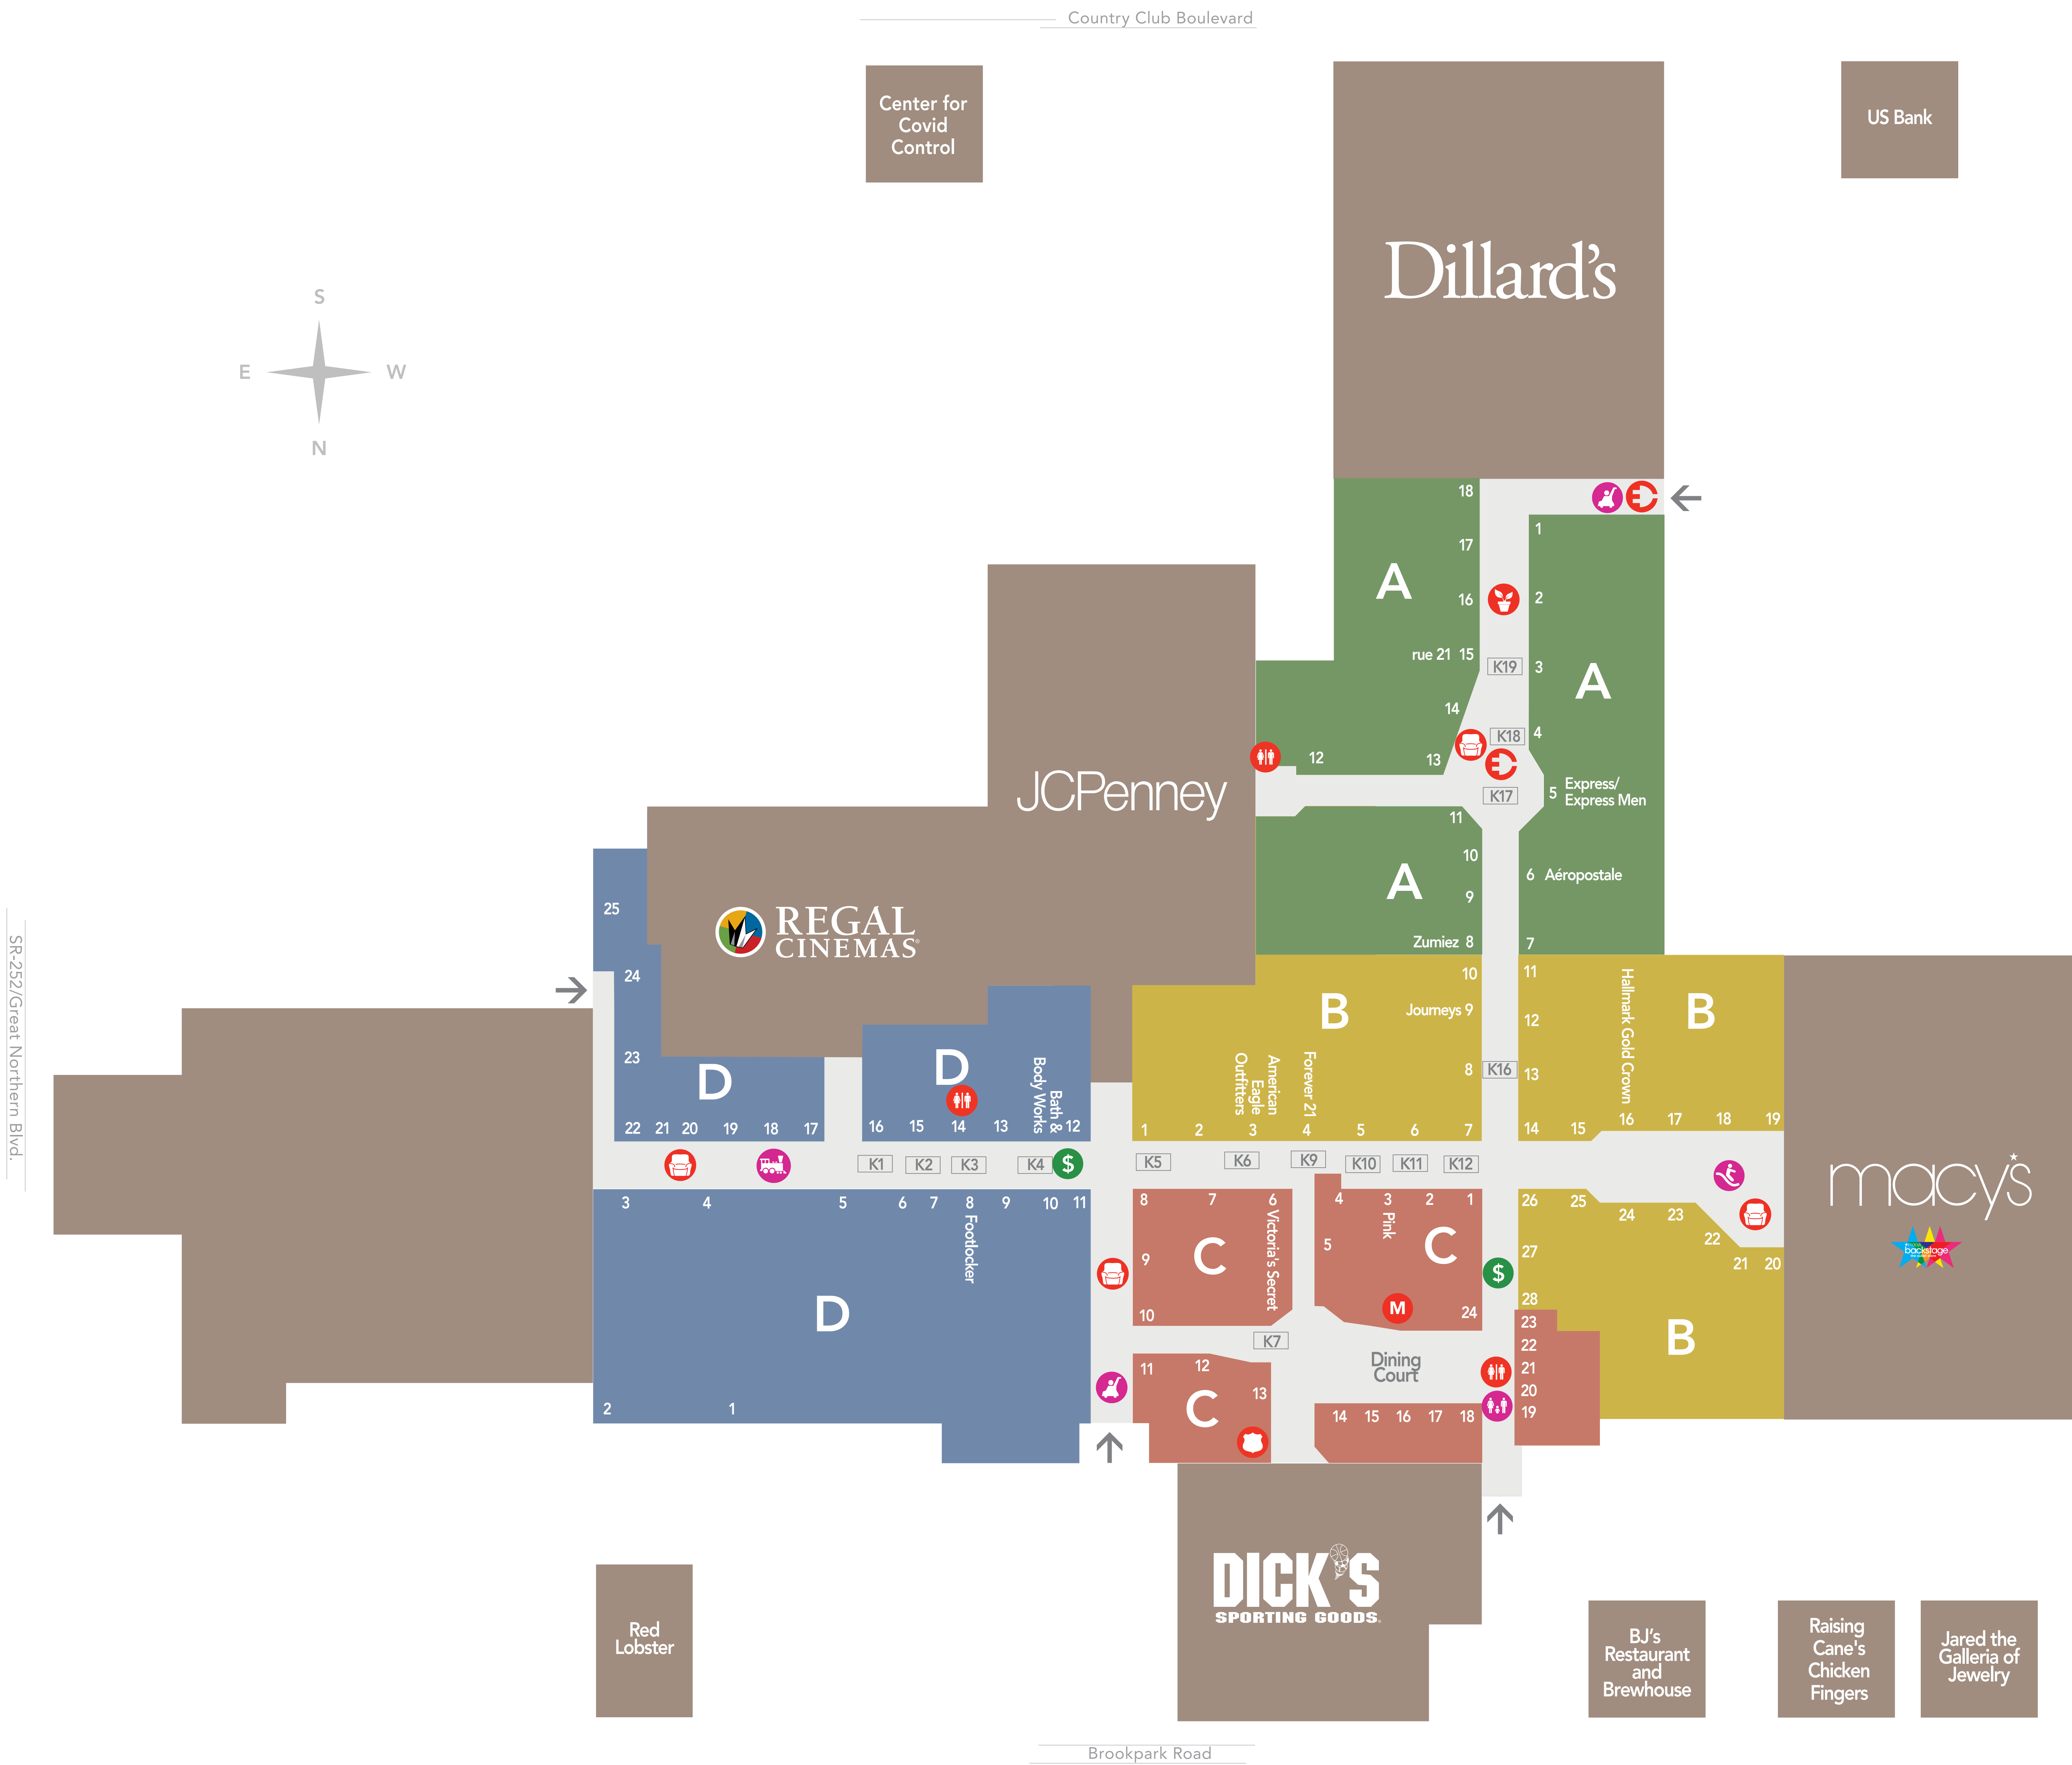 Country Club Boulevard
Center for
Covid
Control
US Bank
Dillard's
S
E
W
N
18
1
17
A
16
2
rue 21 15
K19
3
A
14
K18
4
12
13
5
Express/
Express Men
K17
JCPenney
11
10
6 Aéropostale
A
9
Zumiez 8
7
25
REGAL
CINEMAS®
24
23
D
22
21
20
19
18
17
D
Bath &
Body Works
16
15
14
13
12
B
10
Journeys 9
8
American
Eagle
Outfitters
Forever 21
1
2
3
4
5
6
7
11
12
13
K16
Hallmark Gold Crown
B
14
15
16
17
18
19
SR-252/Great Northern Blvd.
K1
K2
K3
K4
$
K5
K6
K9
K10
K11
K12
macy's
backstage
3
4
5
6
7
8
Footlocker
9
10
11
D
2
1
8
7
6 Victoria's Secret
C
9
10
4
3
Pink
2
1
5
C
M
24
$
26
25
24
23
22
21
20
27
28
B
K7
Dining
Court
11
12
13
C
14
15
16
17
18
23
22
21
20
19
DICK'S
SPORTING GOODS
Red
Lobster
BJ's
Restaurant
and
Brewhouse
Raising
Cane's
Chicken
Fingers
Jared the
Galleria of
Jewelry
Brookpark Road